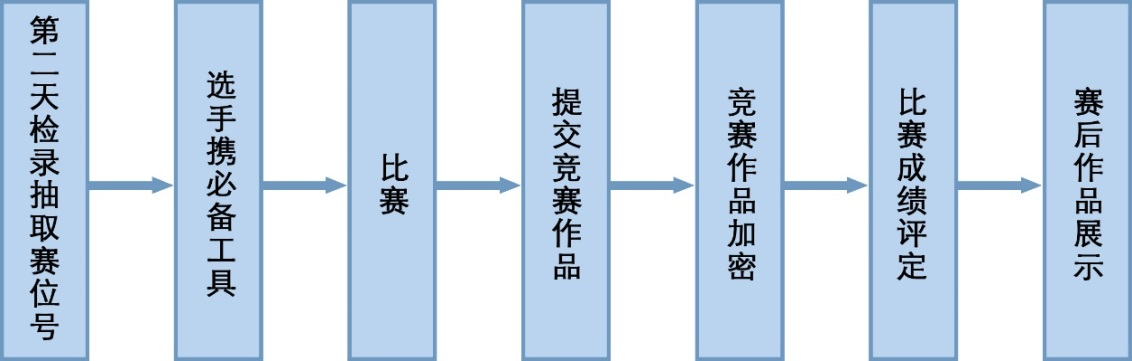 第二天检录抽取赛位号
选手携必备工具
比赛
提交竞赛作品
竞赛作品加密
比赛成绩评定
赛后作品展示